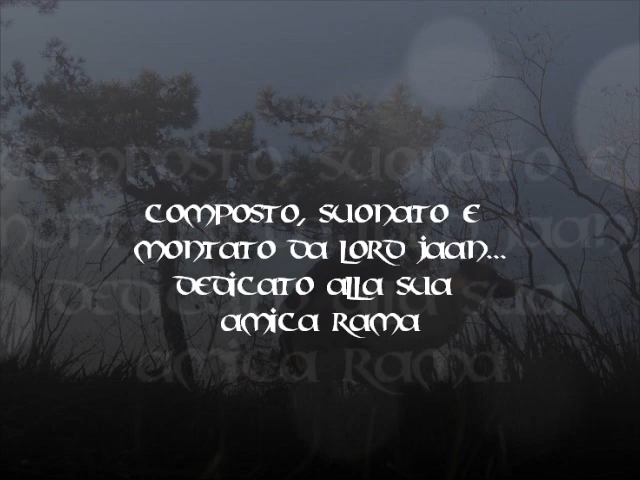 Composto, suonato e
montato da Lord Jaan...
dedicato alla sua
amica Rama